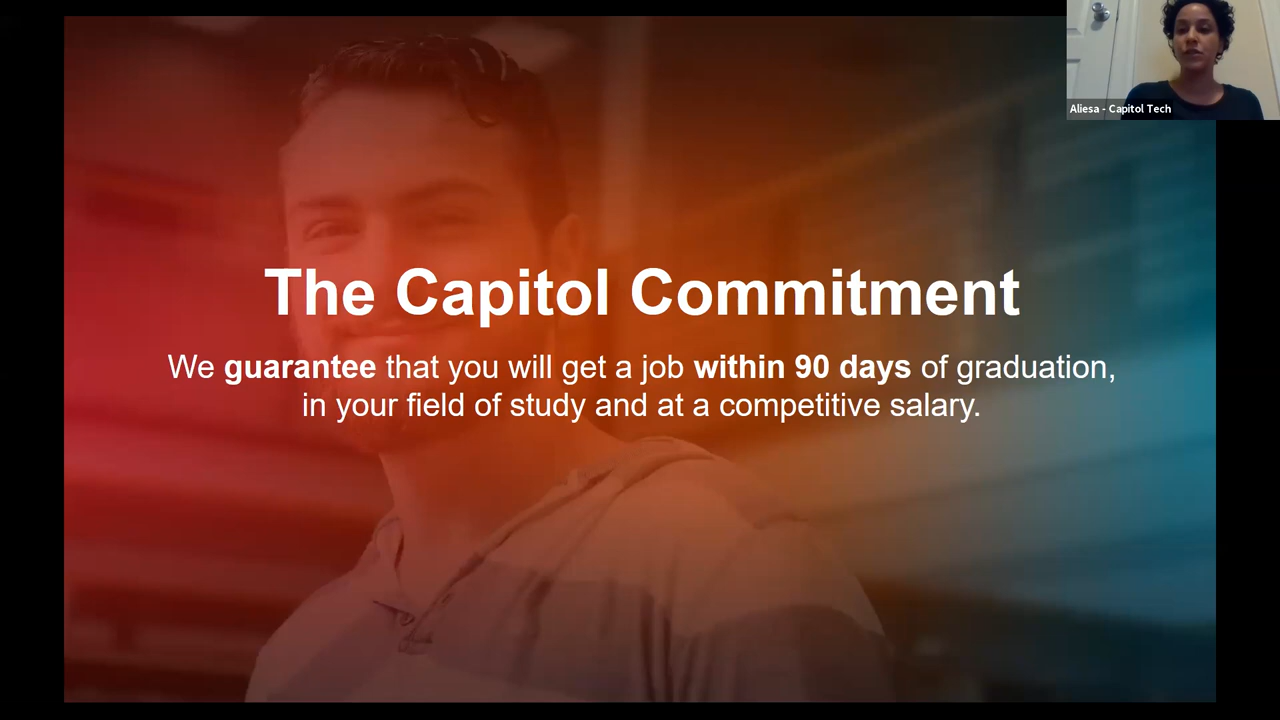 Aliesa - Capitol Tech
The Capitol Commitment
We guarantee that you will get a job within 90 days of graduation,
in your field of study and at a competitive salary.